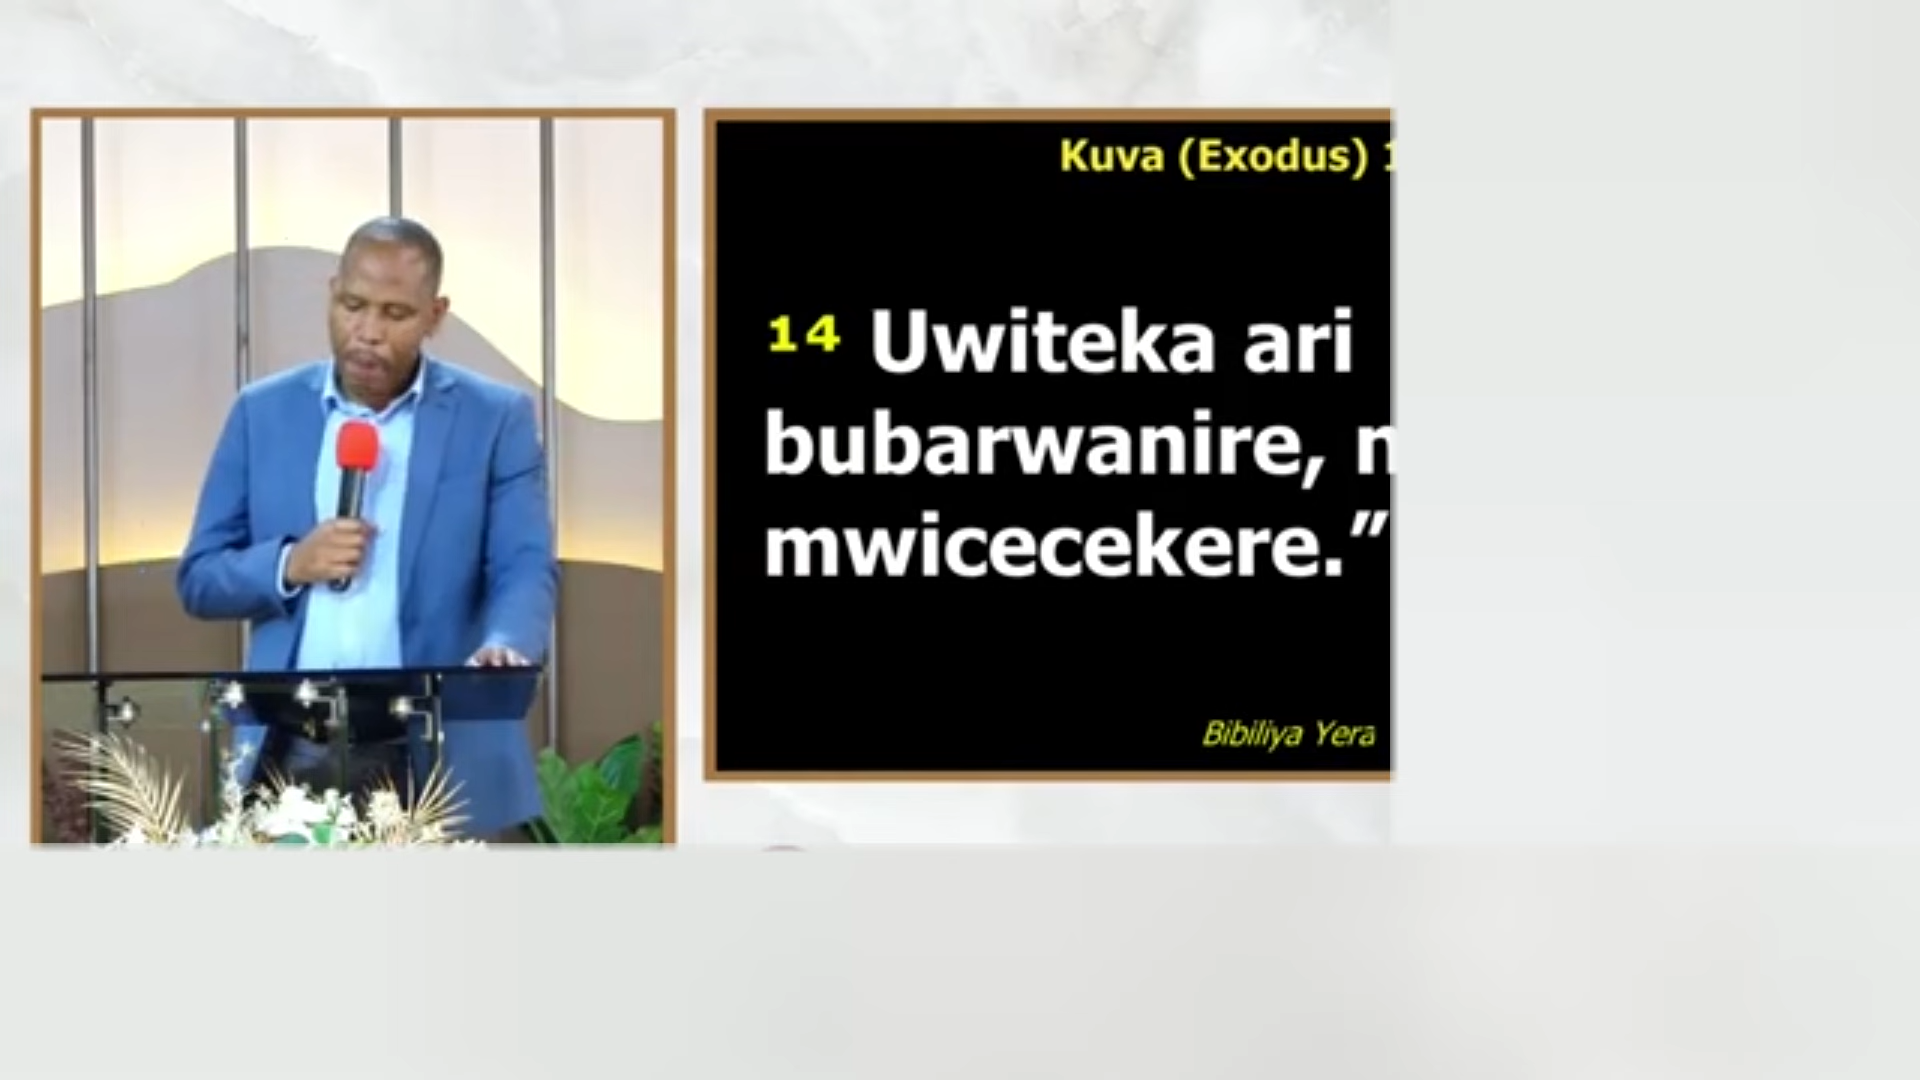 Kuva (Exodus)
14 Uwiteka ari
bubarwanire,
mwicecekere.”
Bibiliya Yera